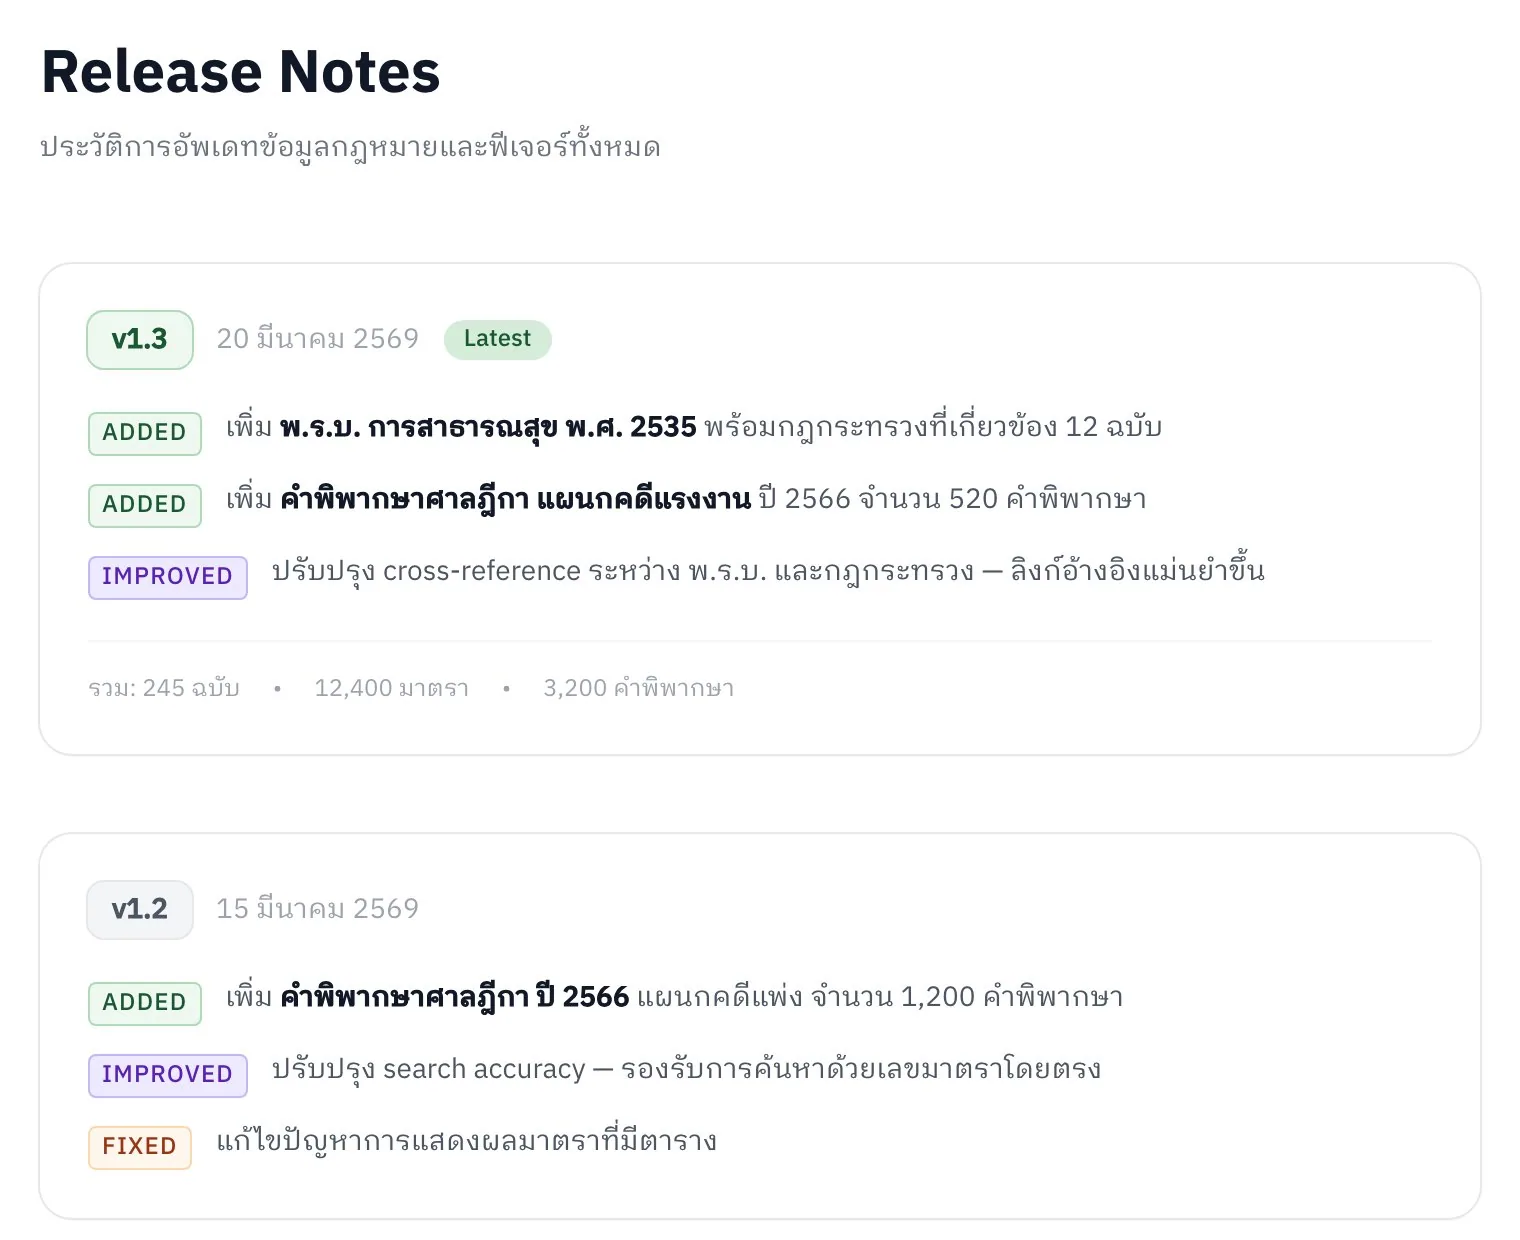 Release Notes
ประวัติการอัพเดทข้อมูลกฎหมายและฟีเจอร์ทั้งหมด
v1.3 20 มีนาคม 2569 Latest
ADDED เพิ่ม พ.ร.บ. การสาธารณสุข พ.ศ. 2535 พร้อมกฎกระทรวงที่เกี่ยวข้อง 12 ฉบับ
ADDED เพิ่ม คำพิพากษาศาลฎีกา แผนกคดีแรงงาน ปี 2566 จำนวน 520 คำพิพากษา
IMPROVED ปรับปรุง cross-reference ระหว่าง พ.ร.บ. และกฎกระทรวง — ลิงก์อ้างอิงแม่นยำขึ้น
รวม: 245 ฉบับ • 12,400 มาตรา • 3,200 คำพิพากษา
v1.2 15 มีนาคม 2569
ADDED เพิ่ม คำพิพากษาศาลฎีกา ปี 2566 แผนกคดีแพ่ง จำนวน 1,200 คำพิพากษา
IMPROVED ปรับปรุง search accuracy — รองรับการค้นหาด้วยเลขมาตราโดยตรง
FIXED แก้ไขปัญหาการแสดงผลมาตราที่มีตาราง